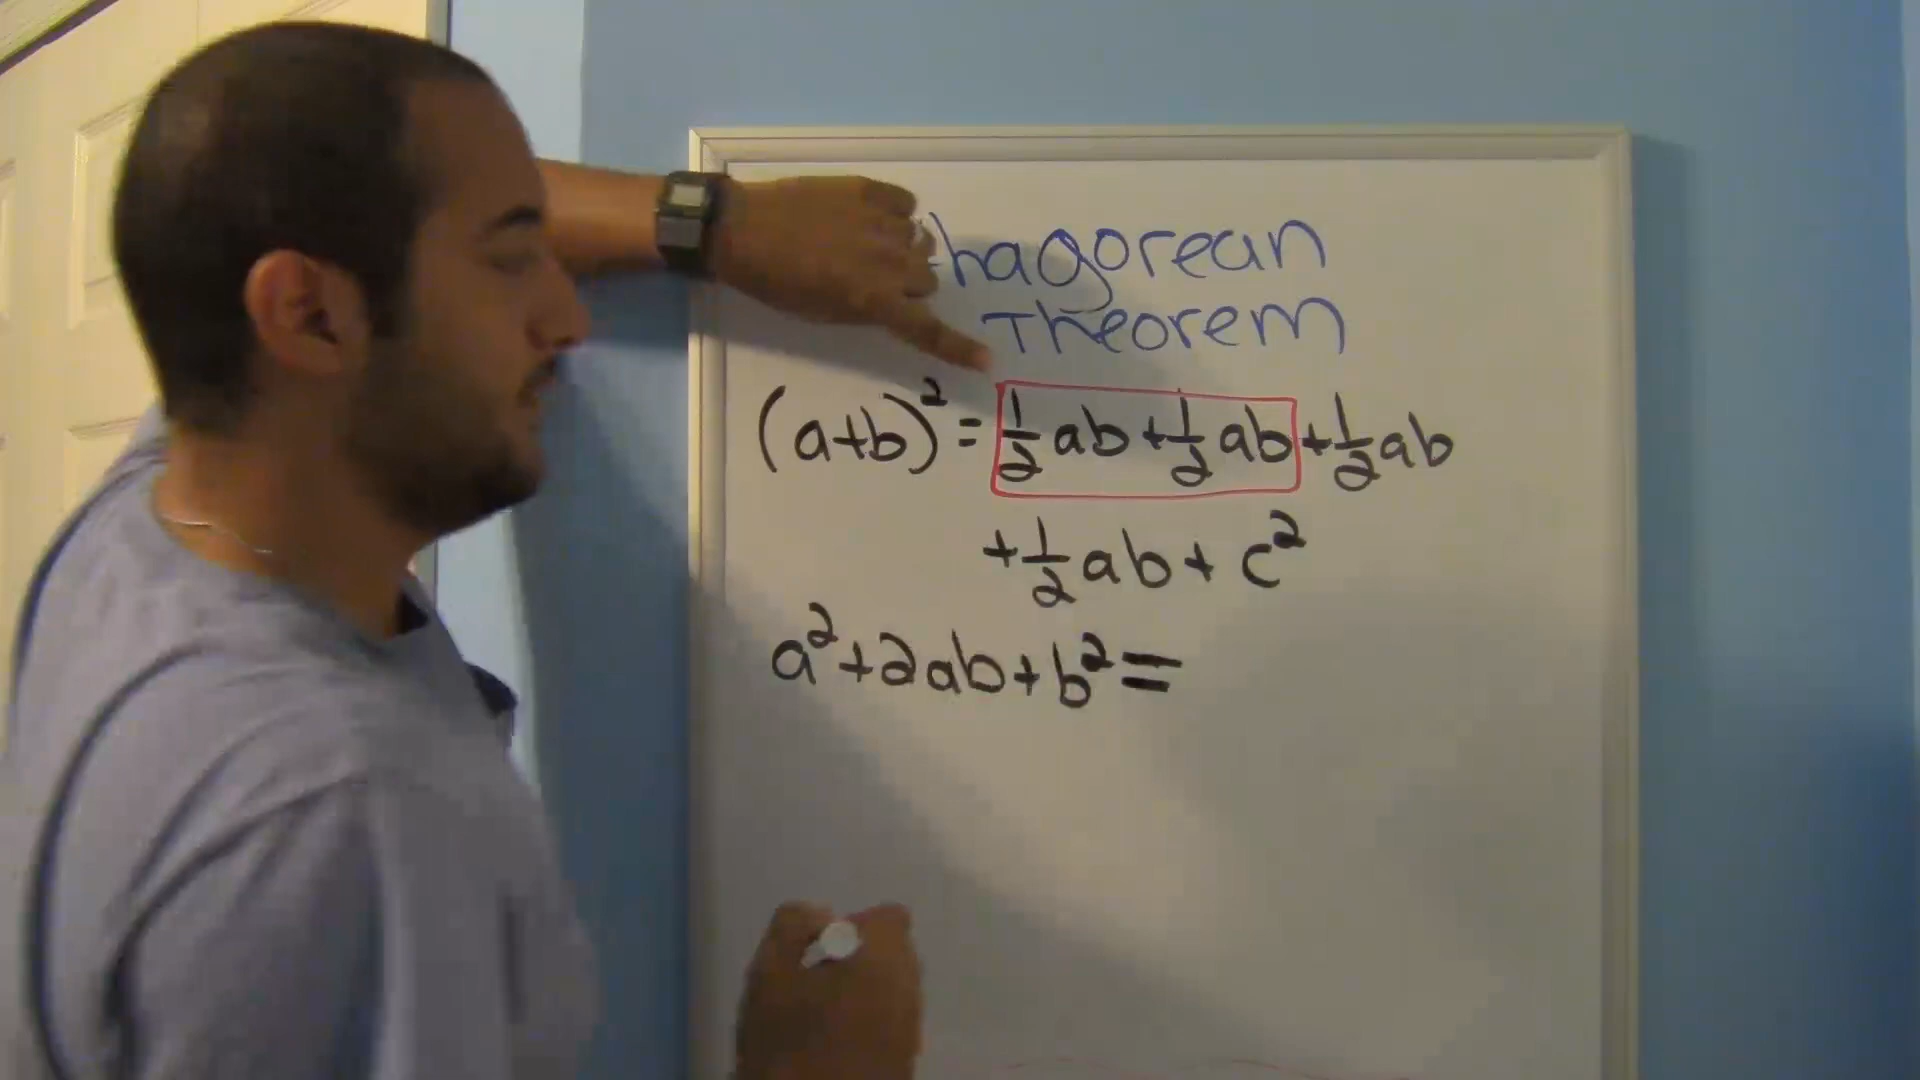 hagorean
Theorem
(a+b)² = ½ab + ½ab + ½ab
+ ½ab + c²
a² + 2ab + b² =